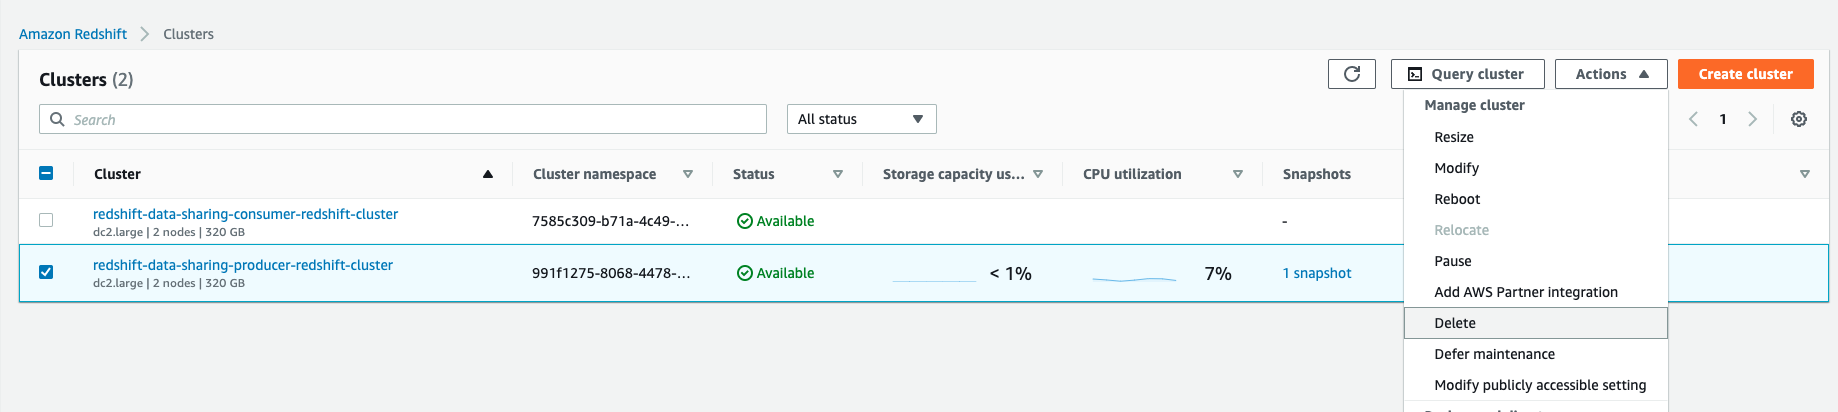 Amazon Redshift > Clusters
Clusters (2)
Query cluster
Actions
Create cluster
Search
All status
1
Cluster
Cluster namespace
Status
Storage capacity us...
CPU utilization
Snapshots
redshift-data-sharing-consumer-redshift-cluster
dc2.large | 2 nodes | 320 GB
7585c309-b71a-4c49-...
Available
-
redshift-data-sharing-producer-redshift-cluster
dc2.large | 2 nodes | 320 GB
991f1275-8068-4478-...
Available
< 1%
7%
1 snapshot
Manage cluster
Resize
Modify
Reboot
Relocate
Pause
Add AWS Partner integration
Delete
Defer maintenance
Modify publicly accessible setting